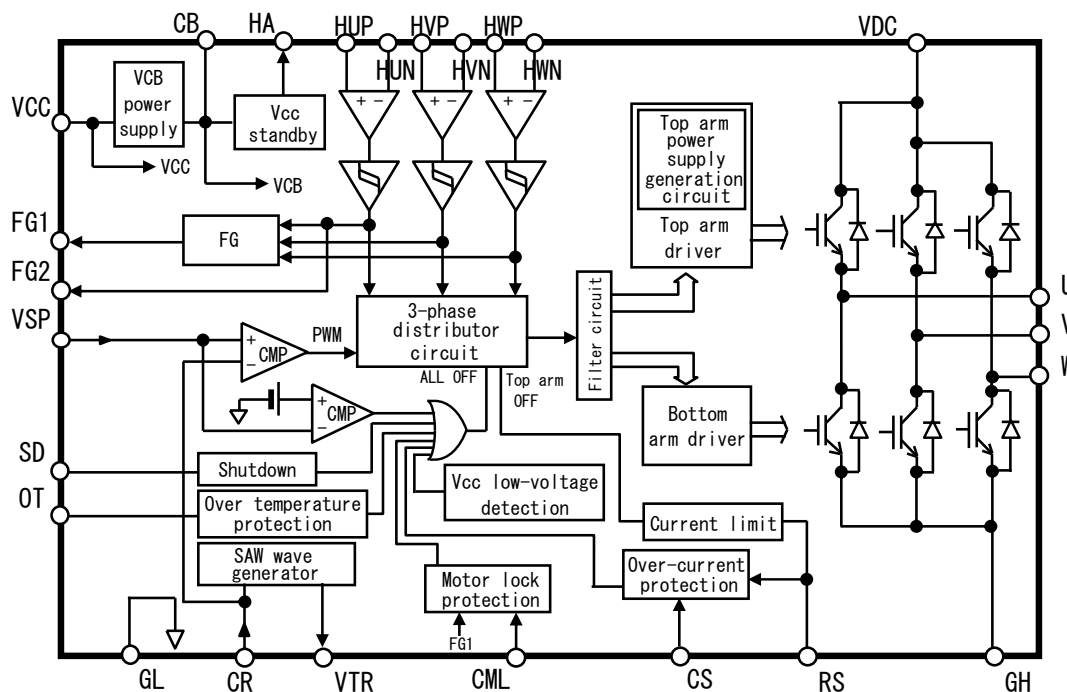 CB HA HUP HVP HWP VDC
HUN HVN HWN
VCC
VCB
power
supply
Vcc
standby
+ - + - + -
VCC
VCB
Top arm
power
supply
generation
circuit
Top arm
driver
FG1
FG
FG2
VSP
+
-
CMP
PWM
3-phase
distributor
circuit
ALL OFF
Top arm
OFF
Filter circuit
U
V
W
+
-
CMP
Bottom
arm driver
SD
Shutdown
Vcc low-voltage
detection
OT
Over temperature
protection
Current limit
SAW wave
generator
Motor lock
protection
Over-current
protection
FG1
GL CR VTR CML CS RS GH